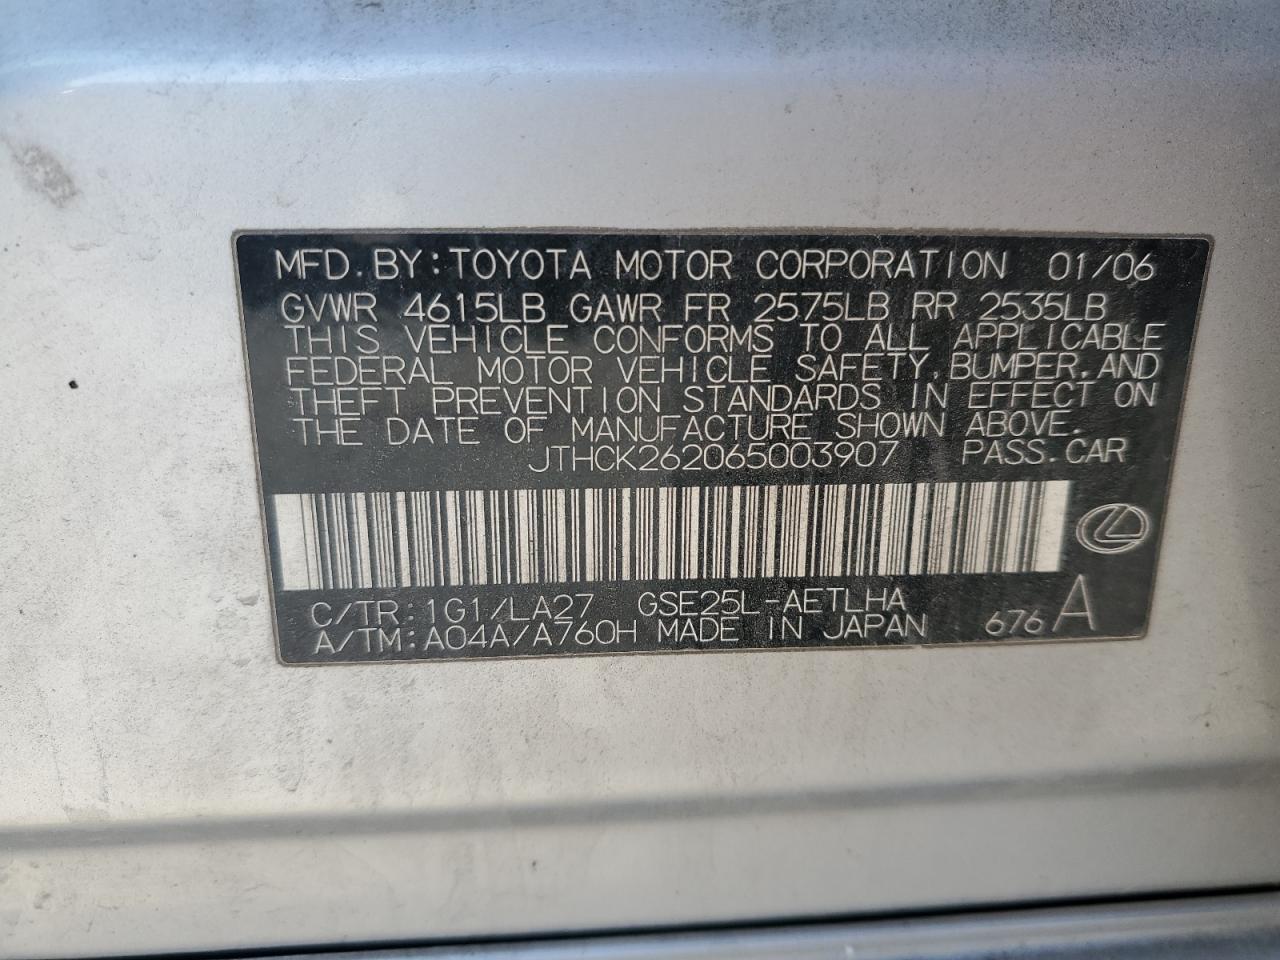 MFD.BY:TOYOTA MOTOR CORPORATION 01/06
GVWR 4615LB GAWR FR 2575LB RR 2535LB
THIS VEHICLE CONFORMS TO ALL APPLICABLE
FEDERAL MOTOR VEHICLE SAFETY,BUMPER,AND
THEFT PREVENTION STANDARDS IN EFFECT ON
THE DATE OF MANUFACTURE SHOWN ABOVE.
JTHCK262065003907 PASS.CAR
C/TR:1G1/LA27 GSE25L-AETLHA
A/TM:A04A/A760H MADE IN JAPAN 676 A